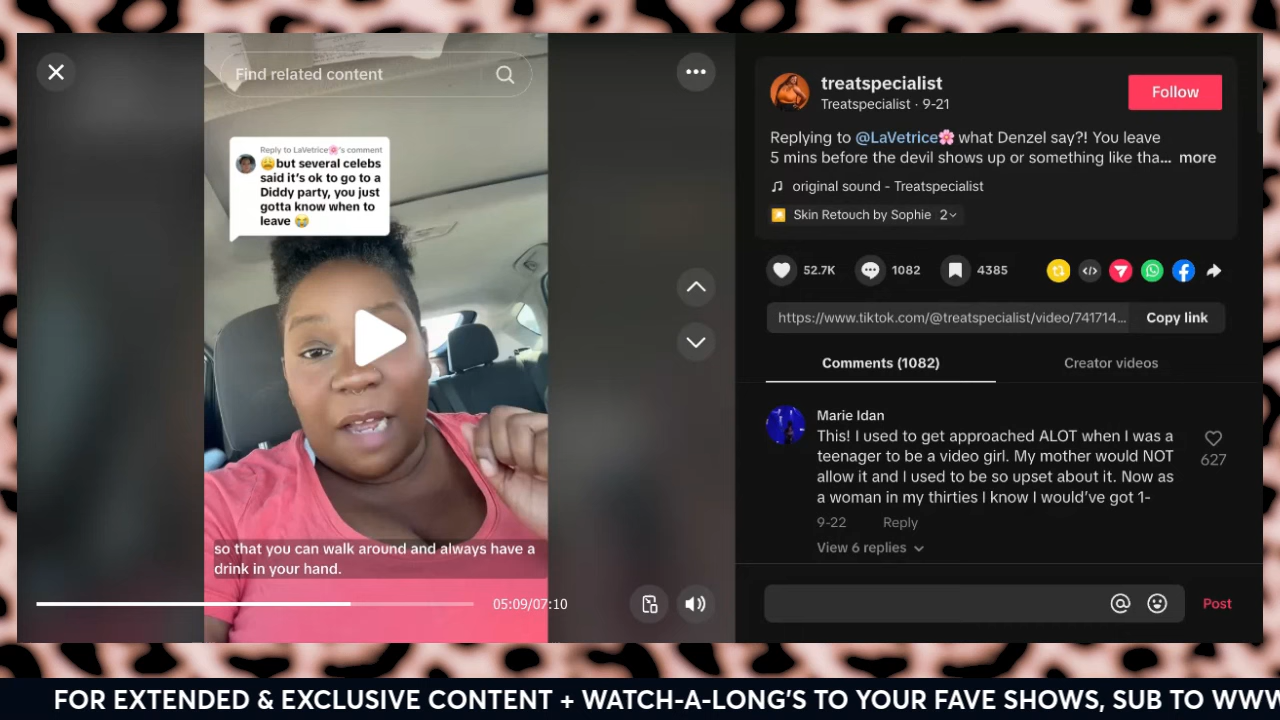 Find related content
Reply to LaVetrice🌸's comment
😩but several celebs
said it's ok to go to a
Diddy party, you just
gotta know when to
leave 😭
so that you can walk around and always have a
drink in your hand.
05:09/07:10
treatspecialist
Treatspecialist · 9-21
Follow
Replying to @LaVetrice🌸 what Denzel say?! You leave
5 mins before the devil shows up or something like tha... more
original sound - Treatspecialist
Skin Retouch by Sophie 2
52.7K
1082
4385
https://www.tiktok.com/@treatspecialist/video/741714...
Copy link
Comments (1082)
Creator videos
Marie Idan
This! I used to get approached ALOT when I was a
teenager to be a video girl. My mother would NOT
allow it and I used to be so upset about it. Now as
a woman in my thirties I know I would've got 1-
627
9-22 Reply
View 6 replies
Post
FOR EXTENDED & EXCLUSIVE CONTENT + WATCH-A-LONG'S TO YOUR FAVE SHOWS, SUB TO WWW